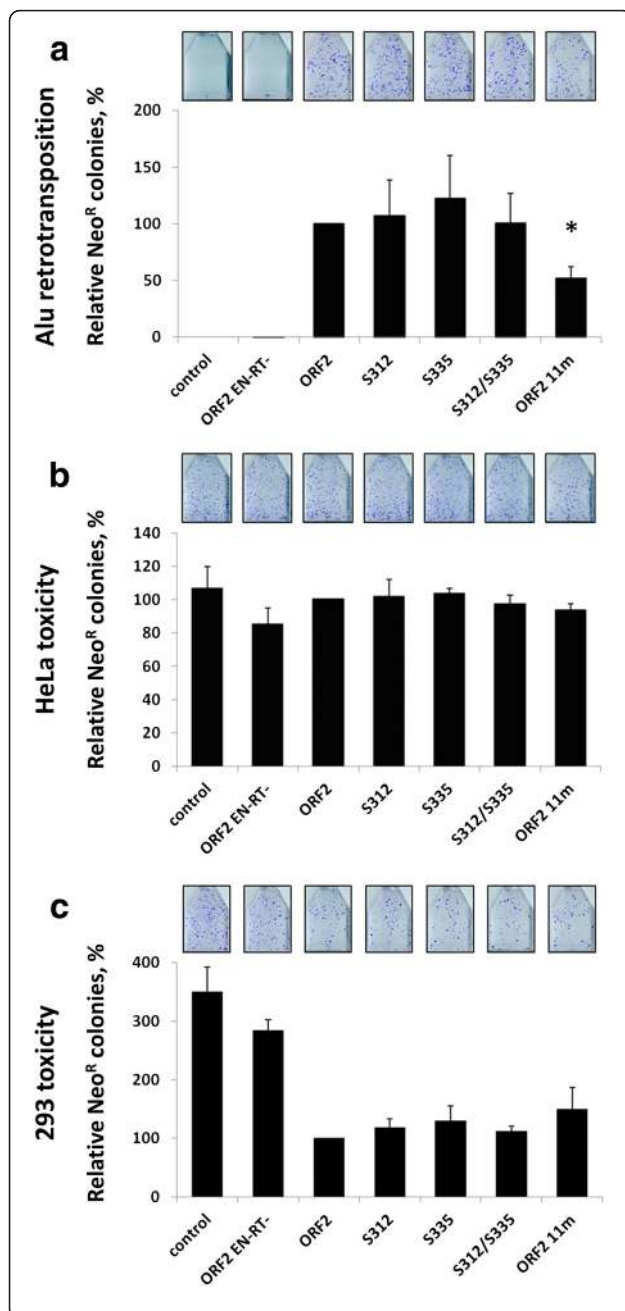 a
Alu retrotransposition
Relative Neoᴿ colonies, %
200
150
100
50
0
*
control
ORF2 EN-RT-
ORF2
S312
S335
S312/S335
ORF2 11m
b
HeLa toxicity
Relative Neoᴿ colonies, %
140
120
100
80
60
40
20
0
control
ORF2 EN-RT-
ORF2
S312
S335
S312/S335
ORF2 11m
c
293 toxicity
Relative Neoᴿ colonies, %
400
300
200
100
0
control
ORF2 EN-RT-
ORF2
S312
S335
S312/S335
ORF2 11m